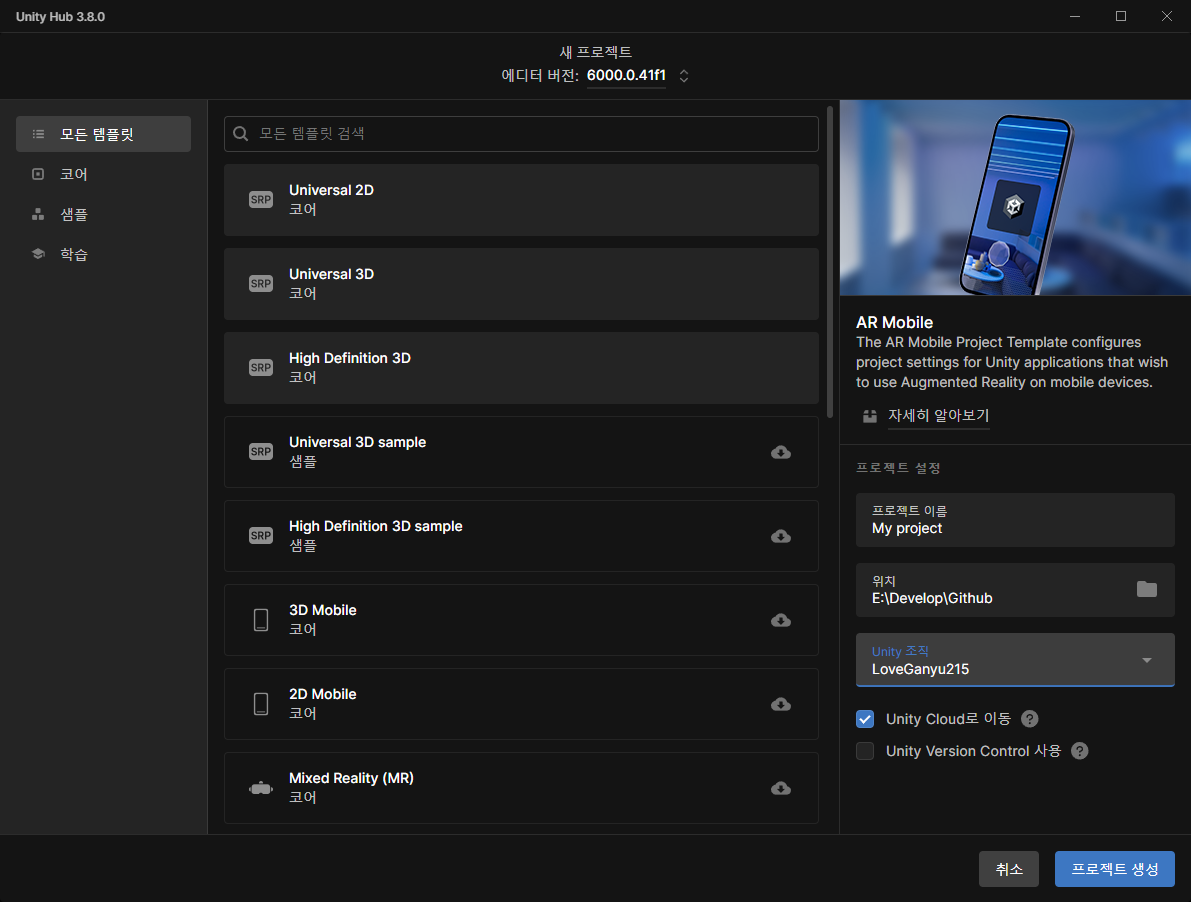 Unity Hub 3.8.0
새 프로젝트
에디터 버전: 6000.0.41f1
모든 템플릿
코어
샘플
학습
모든 템플릿 검색
SRP
Universal 2D
코어
SRP
Universal 3D
코어
SRP
High Definition 3D
코어
SRP
Universal 3D sample
샘플
SRP
High Definition 3D sample
샘플
3D Mobile
코어
2D Mobile
코어
Mixed Reality (MR)
코어
AR Mobile
The AR Mobile Project Template configures
project settings for Unity applications that wish
to use Augmented Reality on mobile devices.
자세히 알아보기
프로젝트 설정
프로젝트 이름
My project
위치
E:\Develop\Github
Unity 조직
LoveGanyu215
Unity Cloud로 이동 ?
Unity Version Control 사용 ?
취소
프로젝트 생성